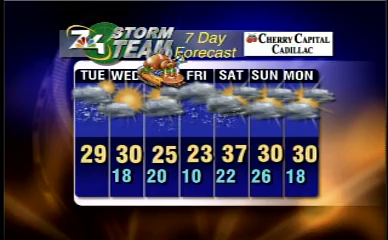 7&4 STORM TEAM
7 Day Forecast
CHERRY CAPITAL
CADILLAC
TUE WED FRI SAT SUN MON
29 30 25 23 37 30 30
18 20 10 22 26 18